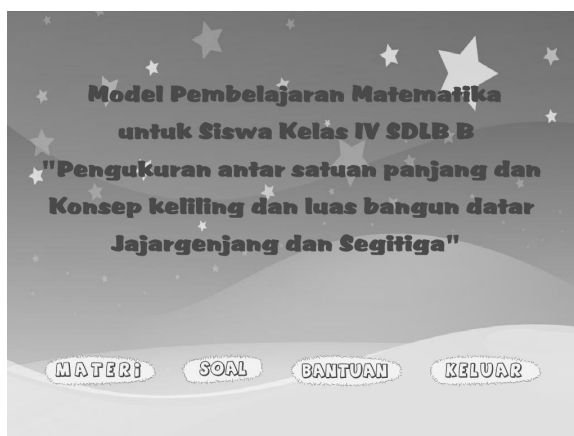 Model Pembelajaran Matematika
untuk Siswa Kelas IV SDLB B
"Pengukuran antar satuan panjang dan
Konsep keliling dan luas bangun datar
Jajargenjang dan Segitiga"
MATERi SOAL BANTUAN KELUAR